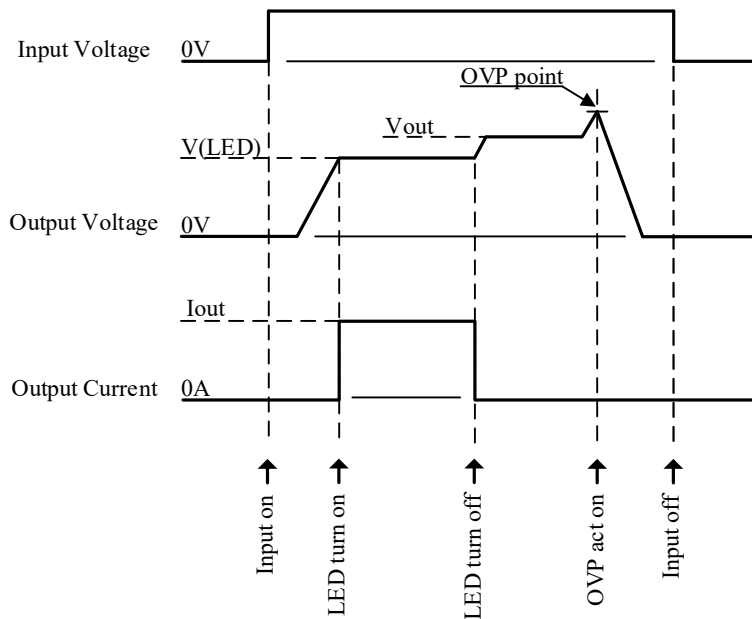 Input Voltage 0V
OVP point
Vout
V(LED)
Output Voltage 0V
Iout
Output Current 0A
Input on
LED turn on
LED turn off
OVP act on
Input off